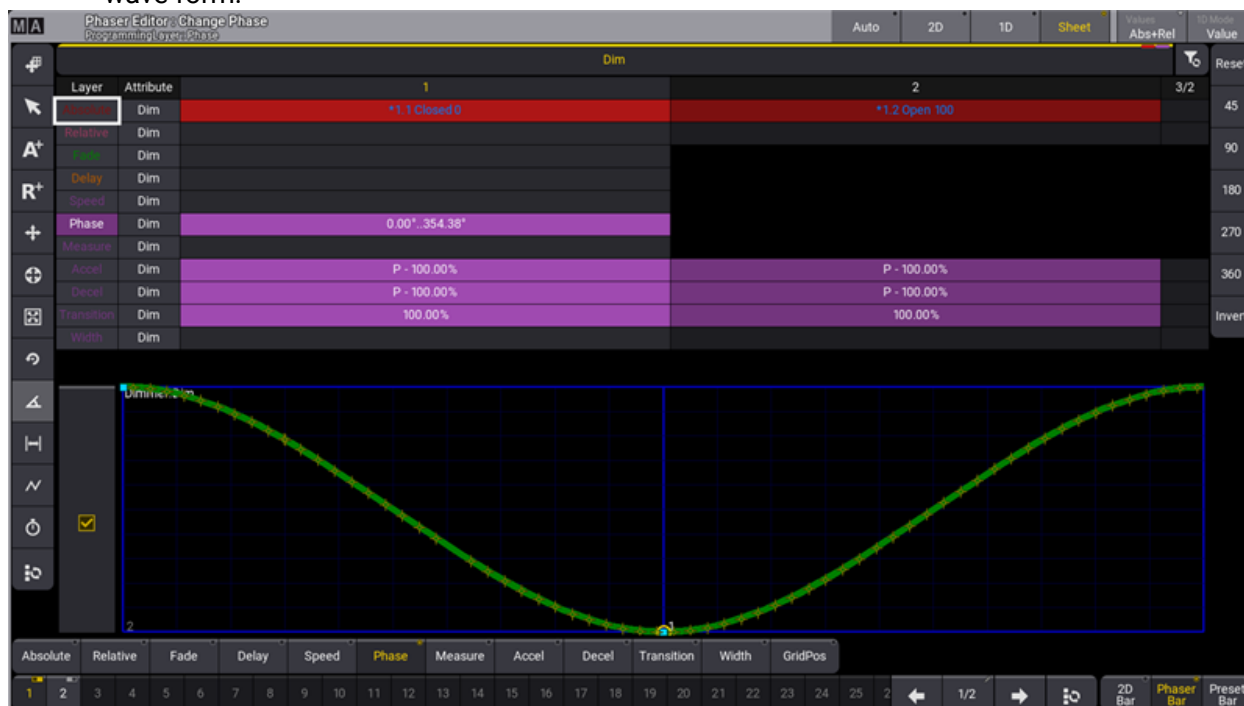 wave form.
MA Phaser Editor : Change Phase Auto 2D 1D Sheet Values 1D Mode
ProgrammingLayer: Phase Abs+Rel Value
Dim Reset
Layer Attribute 1 2 3/2
Absolute Dim *1.1 Closed 0 *1.2 Open 100 45
Relative Dim
A+ Fade Dim 90
Delay Dim
R+ Speed Dim 180
Phase Dim 0.00°..354.38°
Measure Dim 270
Accel Dim P - 100.00% P - 100.00% 360
Decel Dim P - 100.00% P - 100.00%
Transition Dim 100.00% 100.00% Inver
Width Dim
Dimmer.Dim
2 1
Absolute Relative Fade Delay Speed Phase Measure Accel Decel Transition Width GridPos
1 2 3 4 5 6 7 8 9 10 11 12 13 14 15 16 17 18 19 20 21 22 23 24 25 2 1/2 2D Bar Phaser Bar Preset Bar